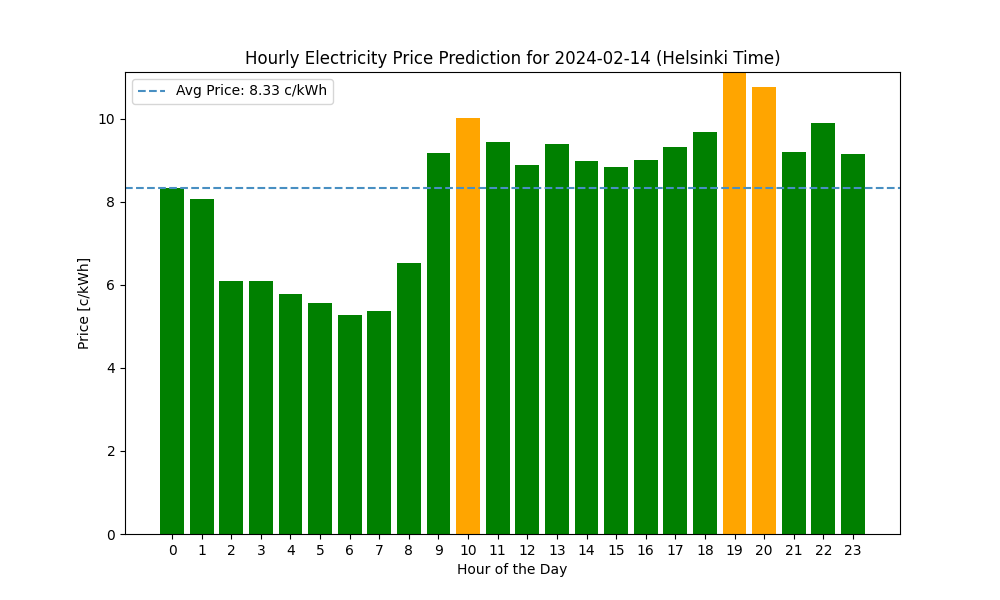 Hourly Electricity Price Prediction for 2024-02-14 (Helsinki Time)
Avg Price: 8.33 c/kWh
Price [c/kWh]
10
8
6
4
2
0
0 1 2 3 4 5 6 7 8 9 10 11 12 13 14 15 16 17 18 19 20 21 22 23
Hour of the Day